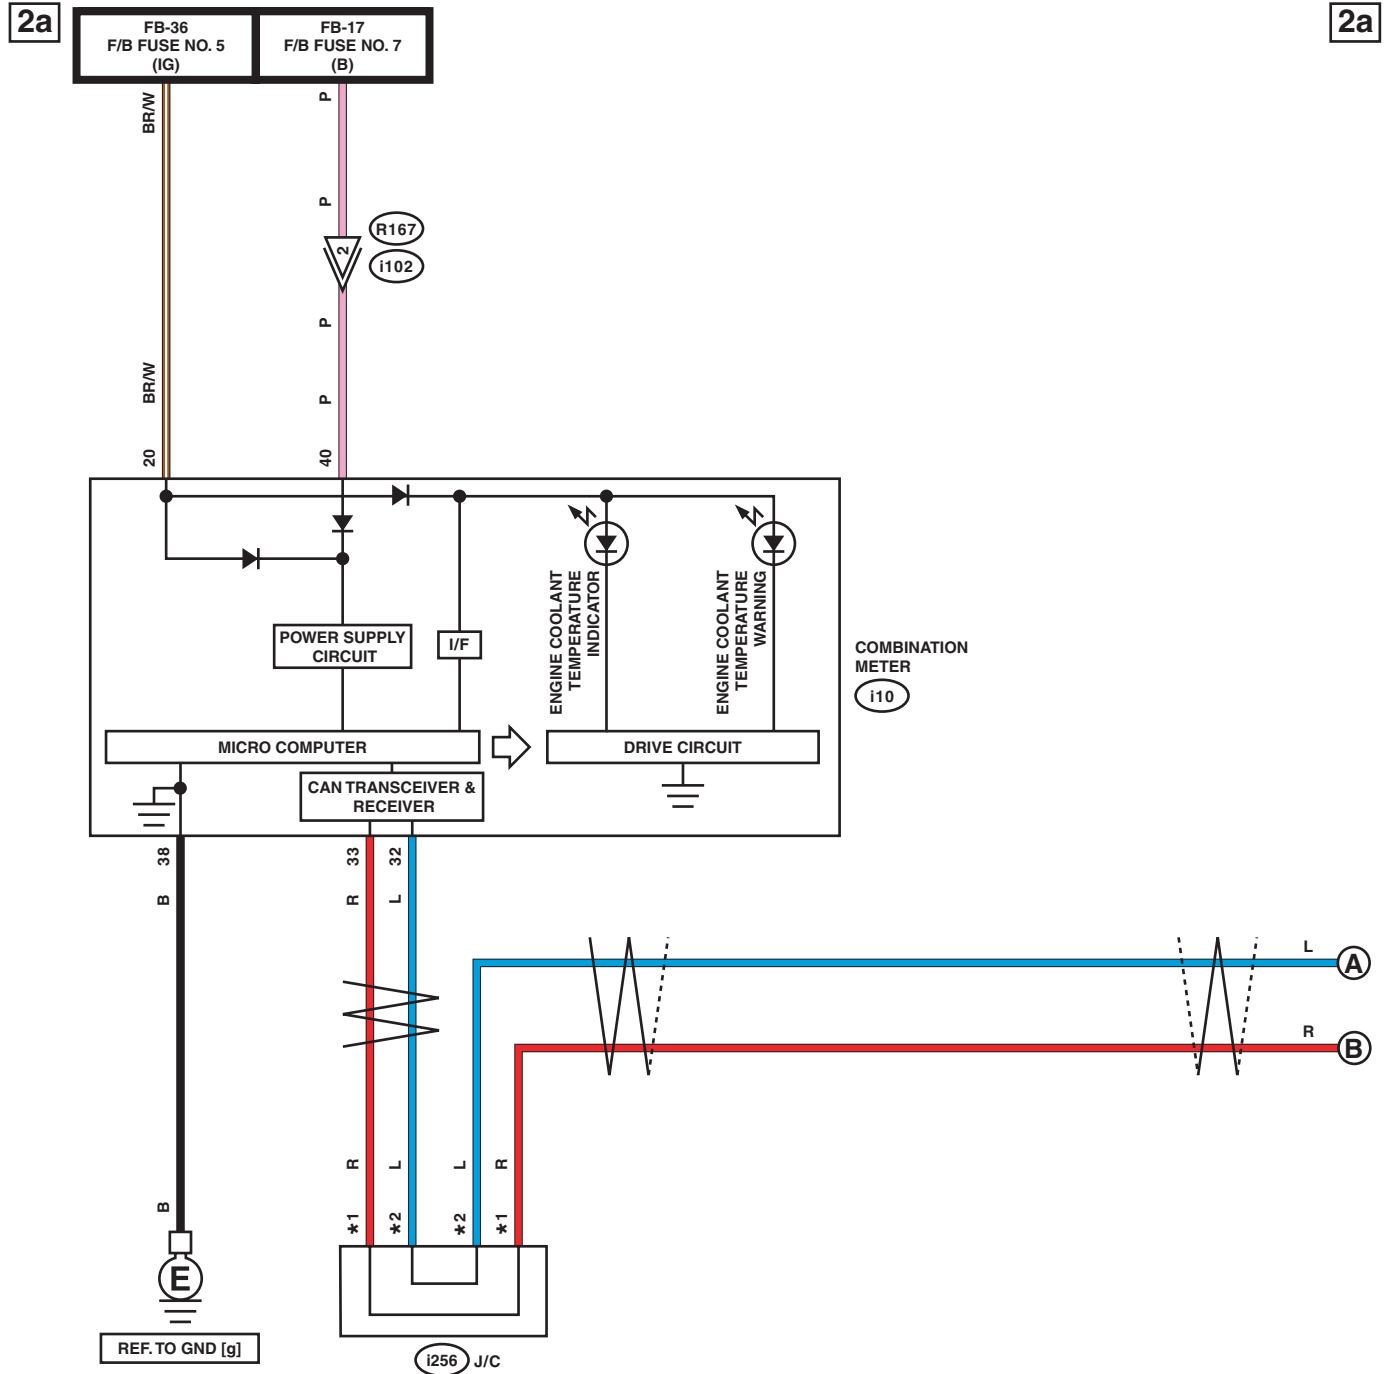 2a
2a
FB-36
F/B FUSE NO. 5
(IG)
FB-17
F/B FUSE NO. 7
(B)
BR/W
P
P
2
R167
i102
P
BR/W
P
20
40
POWER SUPPLY
CIRCUIT
I/F
ENGINE COOLANT
TEMPERATURE
INDICATOR
ENGINE COOLANT
TEMPERATURE
WARNING
COMBINATION
METER
i10
MICRO COMPUTER
DRIVE CIRCUIT
CAN TRANSCEIVER &
RECEIVER
38
33
32
B
R
L
L
A
R
B
R
L
L
R
B
*1
*2
*2
*1
E
REF. TO GND [g]
i256
J/C